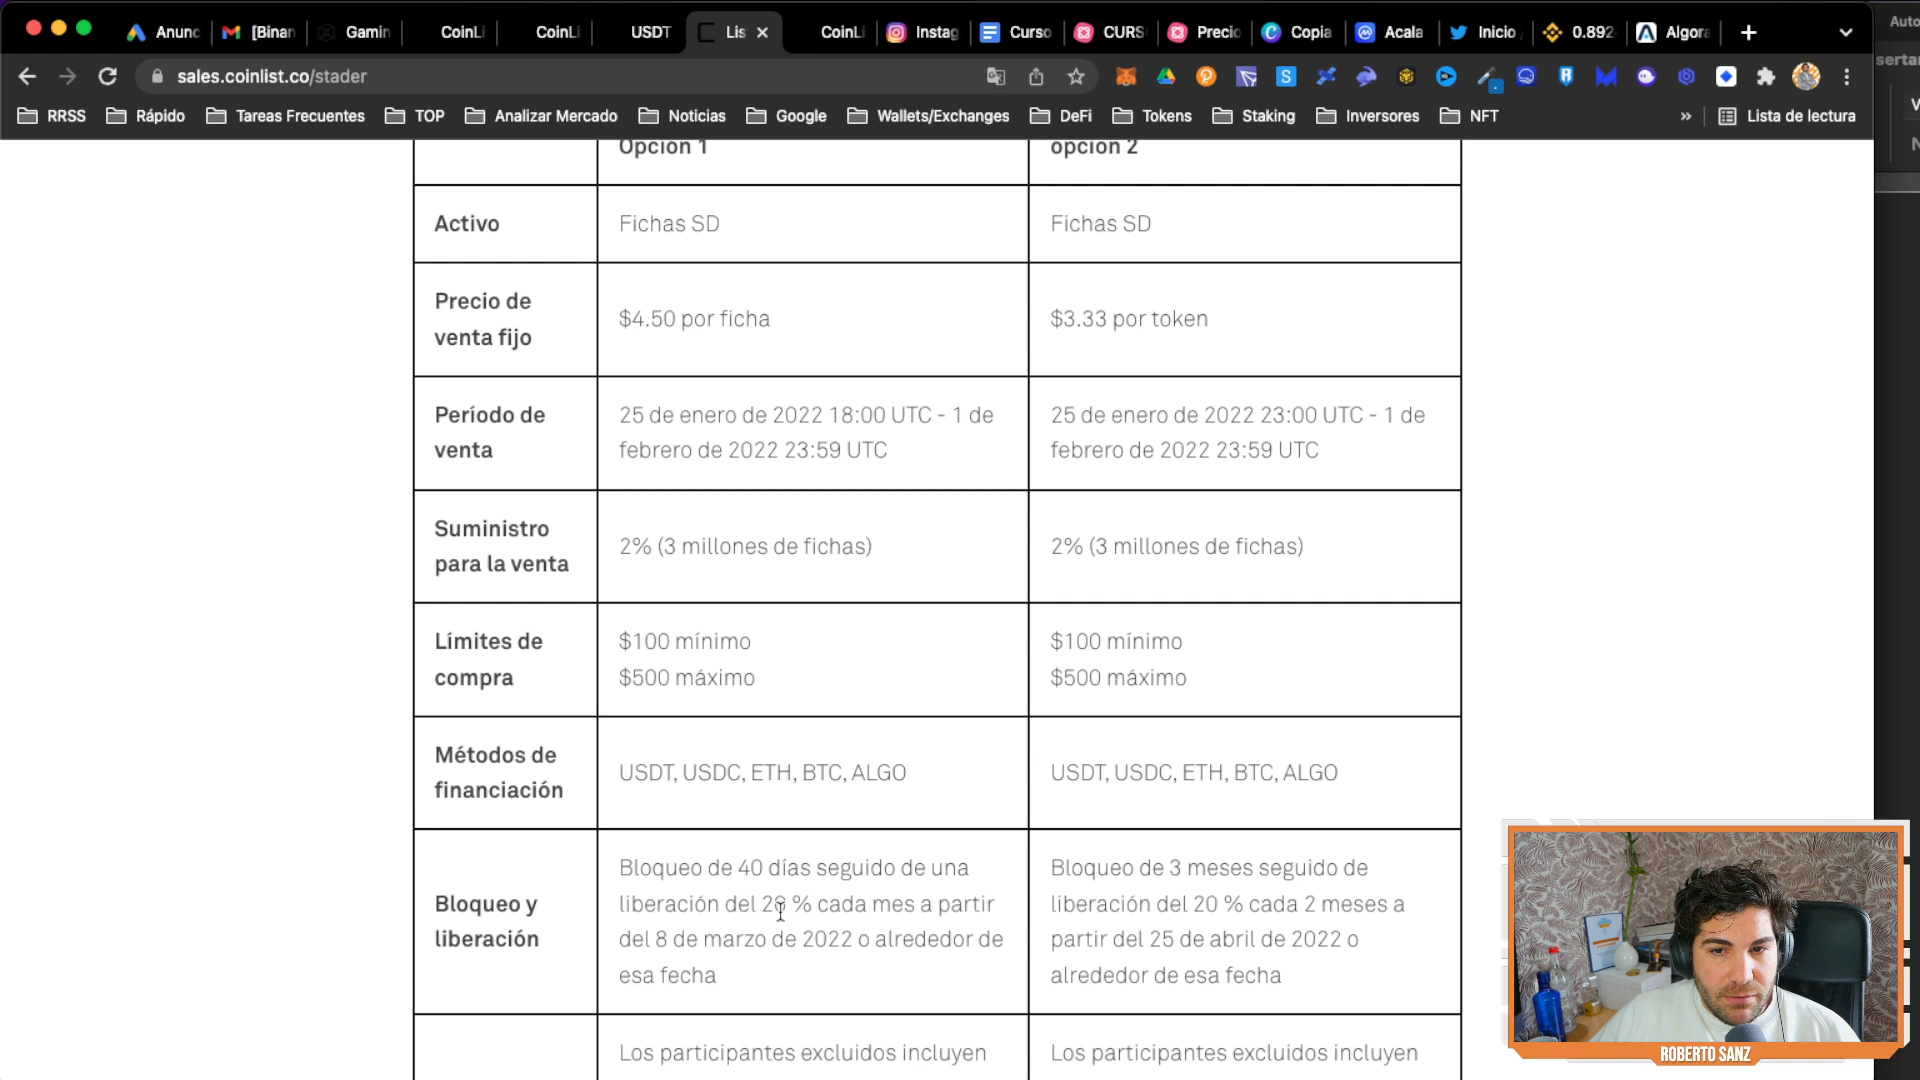 Anunc
[Binan
Gamin
CoinLi
CoinLi
USDT
Lis
CoinLi
Instag
Curso
CURS
Precio
Copia
Acala
Inicio
0.892
Algora
Auto
sales.coinlist.co/stader
sertar
RRSS
Rápido
Tareas Frecuentes
TOP
Analizar Mercado
Noticias
Google
Wallets/Exchanges
DeFi
Tokens
Staking
Inversores
NFT
»
Lista de lectura
Opción 1
opción 2
Activo
Fichas SD
Fichas SD
Precio de
venta fijo
$4.50 por ficha
$3.33 por token
Período de
venta
25 de enero de 2022 18:00 UTC - 1 de
febrero de 2022 23:59 UTC
25 de enero de 2022 23:00 UTC - 1 de
febrero de 2022 23:59 UTC
Suministro
para la venta
2% (3 millones de fichas)
2% (3 millones de fichas)
Límites de
compra
$100 mínimo
$500 máximo
$100 mínimo
$500 máximo
Métodos de
financiación
USDT, USDC, ETH, BTC, ALGO
USDT, USDC, ETH, BTC, ALGO
Bloqueo y
liberación
Bloqueo de 40 días seguido de una
liberación del 20 % cada mes a partir
del 8 de marzo de 2022 o alrededor de
esa fecha
Bloqueo de 3 meses seguido de
liberación del 20 % cada 2 meses a
partir del 25 de abril de 2022 o
alrededor de esa fecha
Los participantes excluidos incluyen
Los participantes excluidos incluyen
ROBERTO SANZ